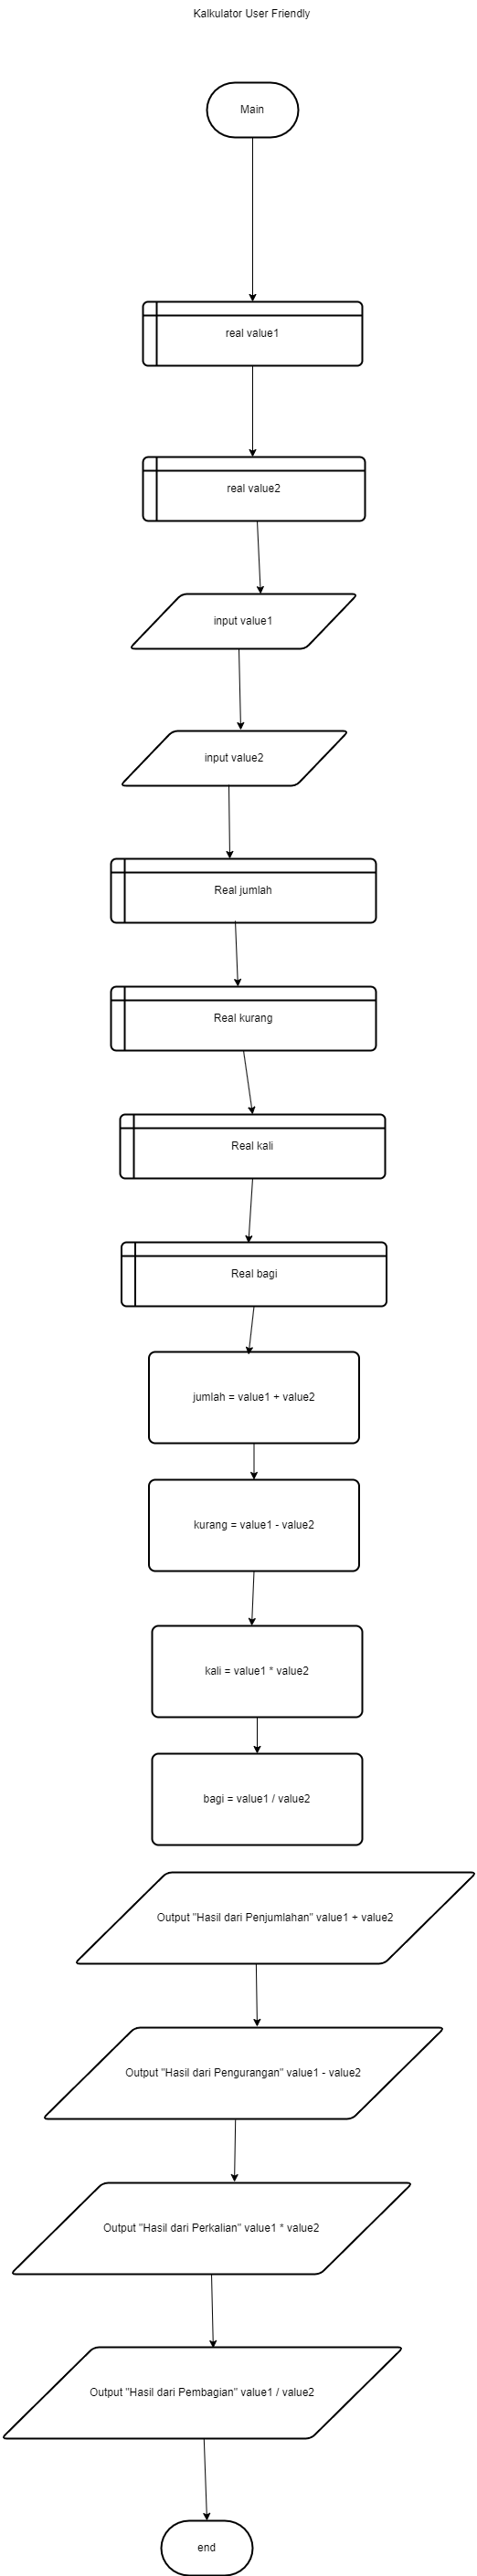 Kalkulator User Friendly
Main
real value1
real value2
input value1
input value2
Real jumlah
Real kurang
Real kali
Real bagi
jumlah = value1 + value2
kurang = value1 - value2
kali = value1 * value2
bagi = value1 / value2
Output "Hasil dari Penjumlahan" value1 + value2
Output "Hasil dari Pengurangan" value1 - value2
Output "Hasil dari Perkalian" value1 * value2
Output "Hasil dari Pembagian" value1 / value2
end